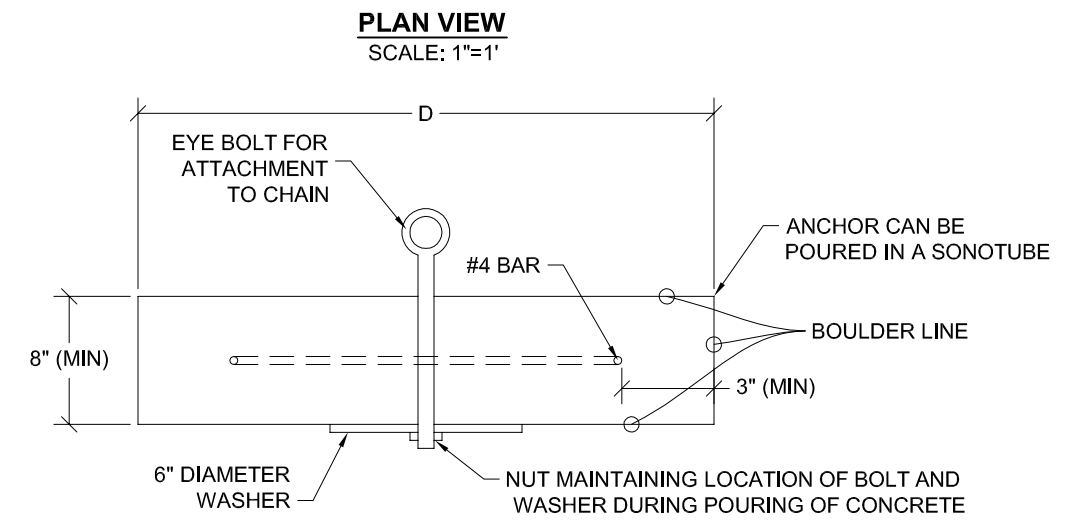 PLAN VIEW
SCALE: 1"=1'
D
EYE BOLT FOR
ATTACHMENT
TO CHAIN
ANCHOR CAN BE
POURED IN A SONOTUBE
#4 BAR
BOULDER LINE
8" (MIN)
3" (MIN)
6" DIAMETER
WASHER
NUT MAINTAINING LOCATION OF BOLT AND
WASHER DURING POURING OF CONCRETE